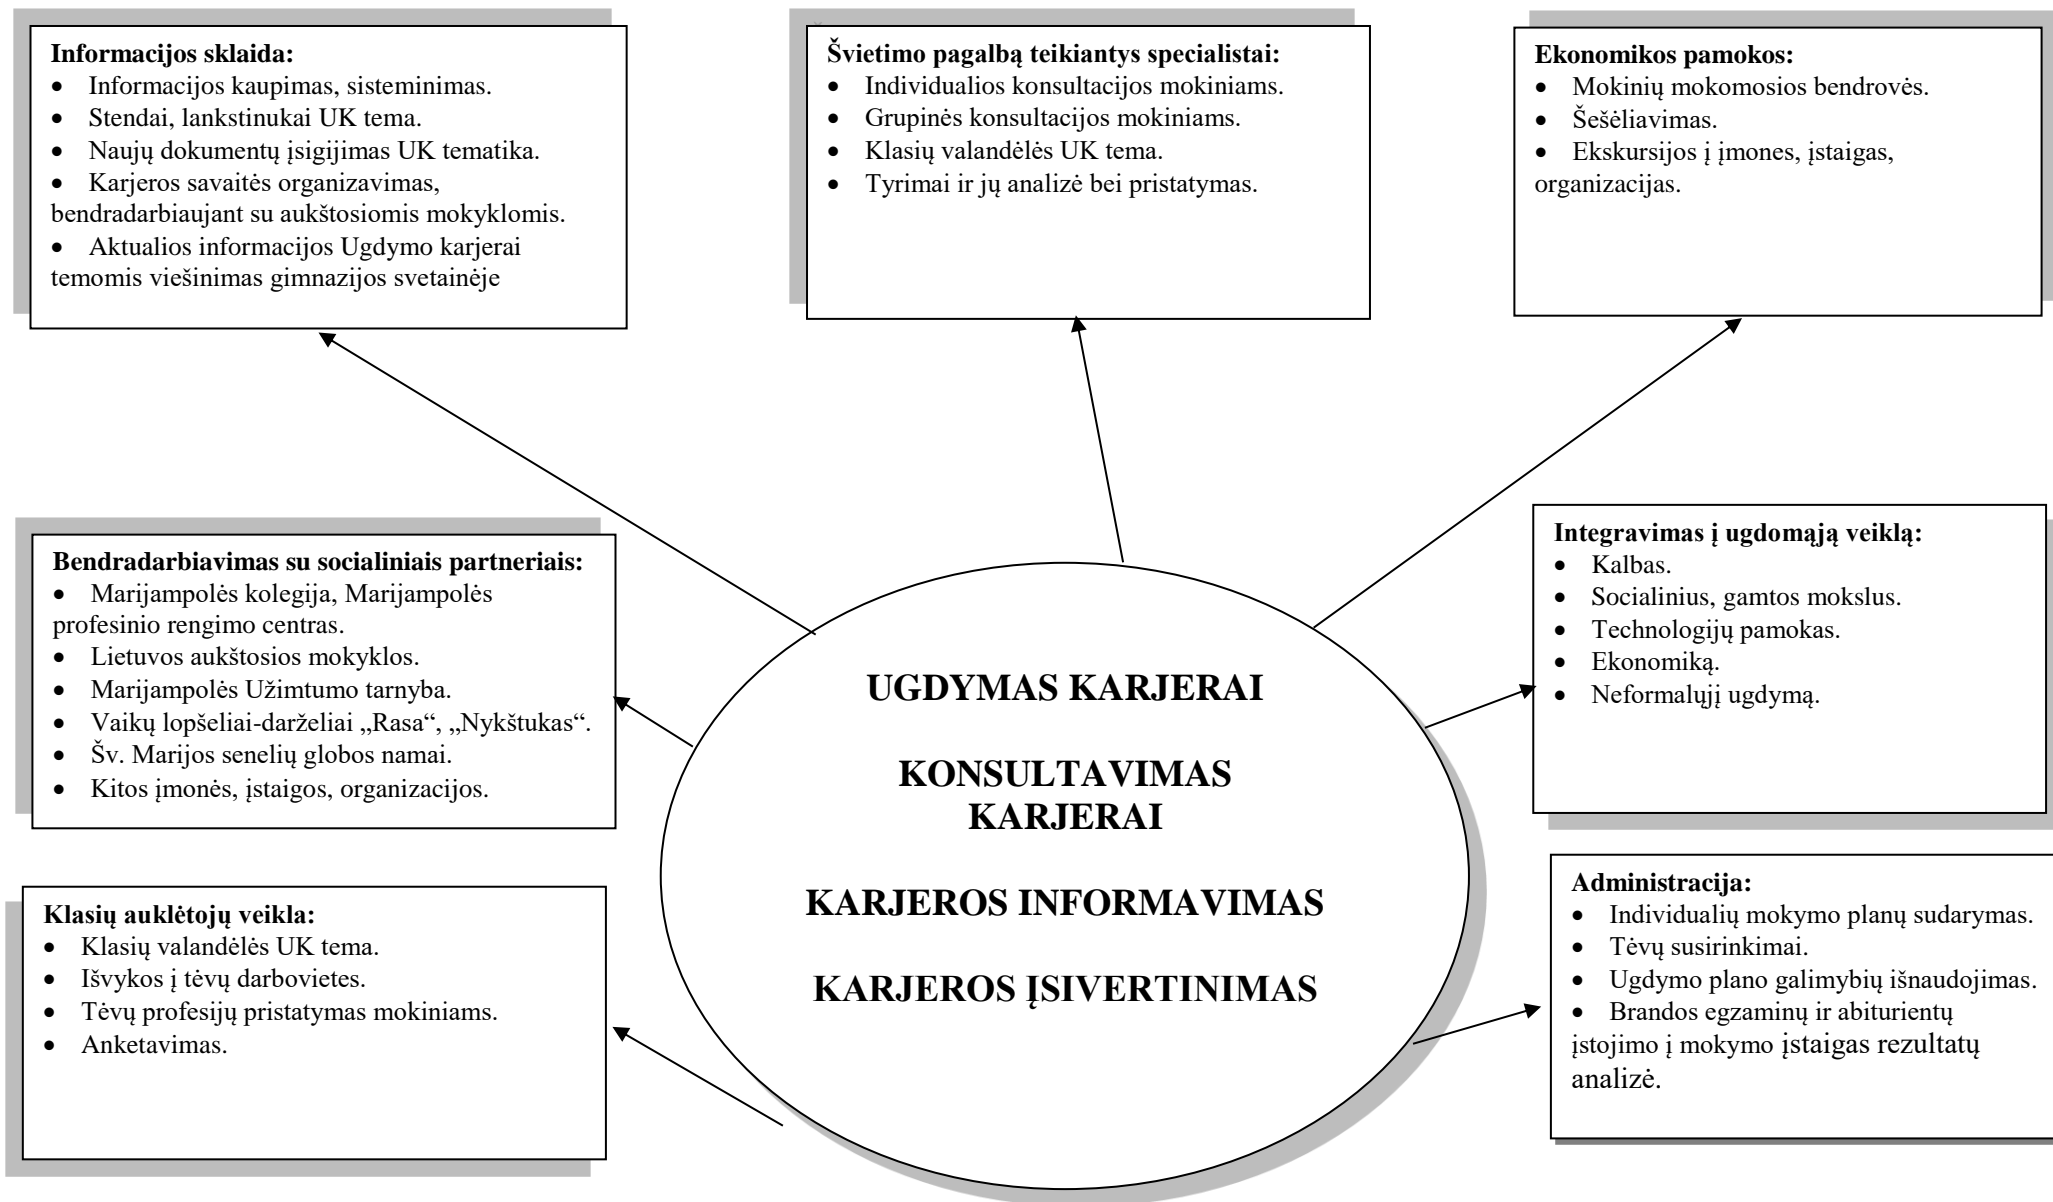 Informacijos sklaida:
• Informacijos kaupimas, sisteminimas.
• Stendai, lankstinukai UK tema.
• Naujų dokumentų įsigijimas UK tematika.
• Karjeros savaitės organizavimas,
bendradarbiaujant su aukštosiomis mokyklomis.
• Aktualios informacijos Ugdymo karjerai
temomis viešinimas gimnazijos svetainėje
Švietimo pagalbą teikiantys specialistai:
• Individualios konsultacijos mokiniams.
• Grupinės konsultacijos mokiniams.
• Klasių valandėlės UK tema.
• Tyrimai ir jų analizė bei pristatymas.
Ekonomikos pamokos:
• Mokinių mokomosios bendrovės.
• Šešėliavimas.
• Ekskursijos į įmones, įstaigas,
organizacijas.
Bendradarbiavimas su socialiniais partneriais:
• Marijampolės kolegija, Marijampolės
profesinio rengimo centras.
• Lietuvos aukštosios mokyklos.
• Marijampolės Užimtumo tarnyba.
• Vaikų lopšeliai-darželiai „Rasa“, „Nykštukas“.
• Šv. Marijos senelių globos namai.
• Kitos įmonės, įstaigos, organizacijos.
UGDYMAS KARJERAI
KONSULTAVIMAS
KARJERAI
KARJEROS INFORMAVIMAS
KARJEROS ĮSIVERTINIMAS
Integravimas į ugdomąją veiklą:
• Kalbas.
• Socialinius, gamtos mokslus.
• Technologijų pamokas.
• Ekonomiką.
• Neformalųjį ugdymą.
Klasių auklėtojų veikla:
• Klasių valandėlės UK tema.
• Išvykos į tėvų darbovietes.
• Tėvų profesijų pristatymas mokiniams.
• Anketavimas.
Administracija:
• Individualių mokymo planų sudarymas.
• Tėvų susirinkimai.
• Ugdymo plano galimybių išnaudojimas.
• Brandos egzaminų ir abiturientų
įstojimo į mokymo įstaigas rezultatų
analizė.